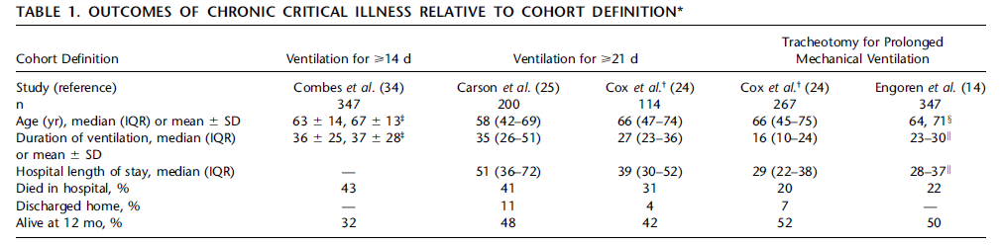 TABLE 1. OUTCOMES OF CHRONIC CRITICAL ILLNESS RELATIVE TO COHORT DEFINITION*
Tracheotomy for Prolonged
Cohort Definition Ventilation for ⩾14 d Ventilation for ⩾21 d Mechanical Ventilation
Study (reference) Combes et al. (34) Carson et al. (25) Cox et al.† (24) Cox et al.† (24) Engoren et al. (14)
n 347 200 114 267 347
Age (yr), median (IQR) or mean ± SD 63 ± 14, 67 ± 13‡ 58 (42–69) 66 (47–74) 66 (45–75) 64, 71§
Duration of ventilation, median (IQR) 36 ± 25, 37 ± 28‡ 35 (26–51) 27 (23–36) 16 (10–24) 23–30||
or mean ± SD
Hospital length of stay, median (IQR) — 51 (36–72) 39 (30–52) 29 (22–38) 28–37||
Died in hospital, % 43 41 31 20 22
Discharged home, % — 11 4 7 —
Alive at 12 mo, % 32 48 42 52 50